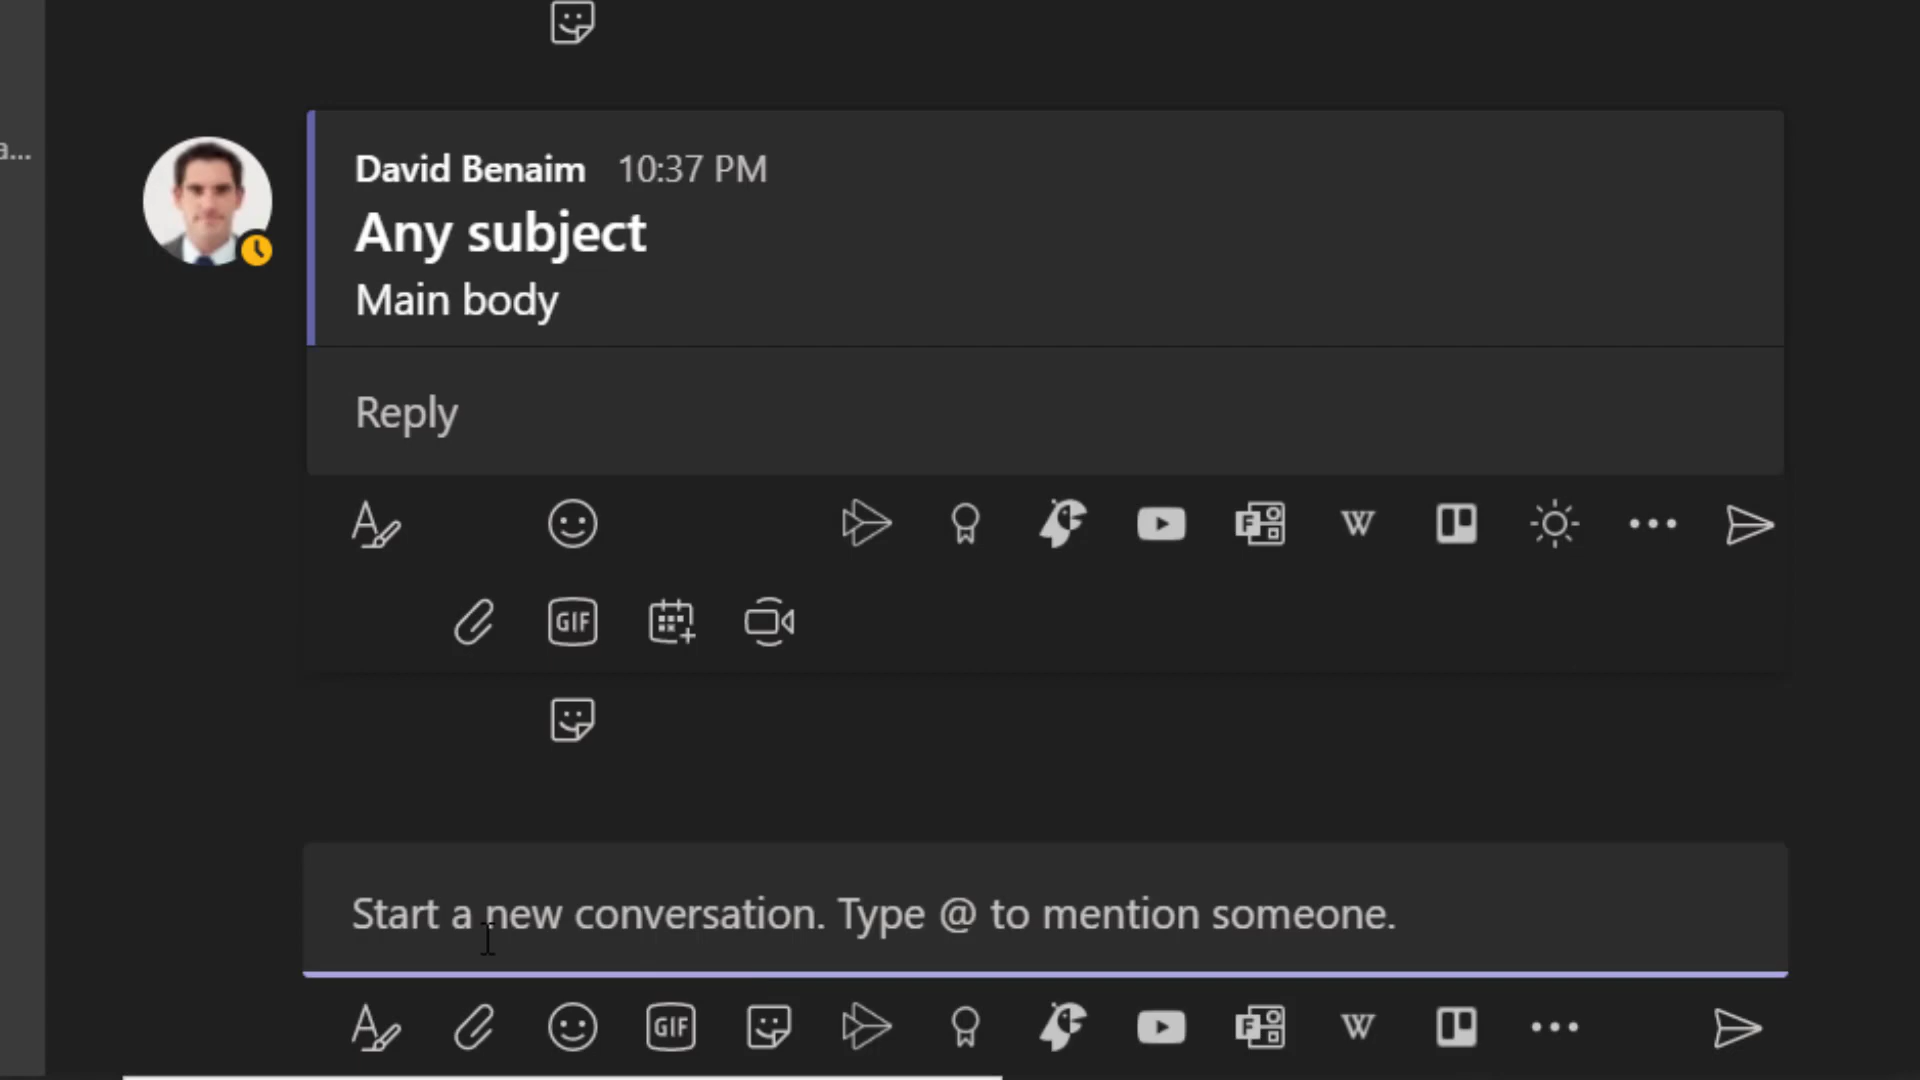 a...
David Benaim 10:37 PM
Any subject
Main body
Reply
F W
GIF
Start a new conversation. Type @ to mention someone.
GIF F W